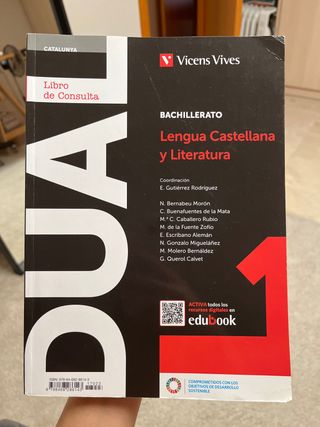 CATALUNYA
Libro
de Consulta
DUAL
Vicens Vives
BACHILLERATO
Lengua Castellana
y Literatura
Coordinación
E. Gutiérrez Rodríguez
N. Bernabeu Morón
C. Buenafuentes de la Mata
M.ª C. Caballero Rubio
M. de la Fuente Zofío
E. Escribano Alemán
N. Gonzalo Migueláñez
M. Molero Bernáldez
G. Querol Calvet
1
ACTIVA todos los
recursos digitales en
edubook
COMPROMETIDOS CON LOS
OBJETIVOS DE DESARROLLO
SOSTENIBLE